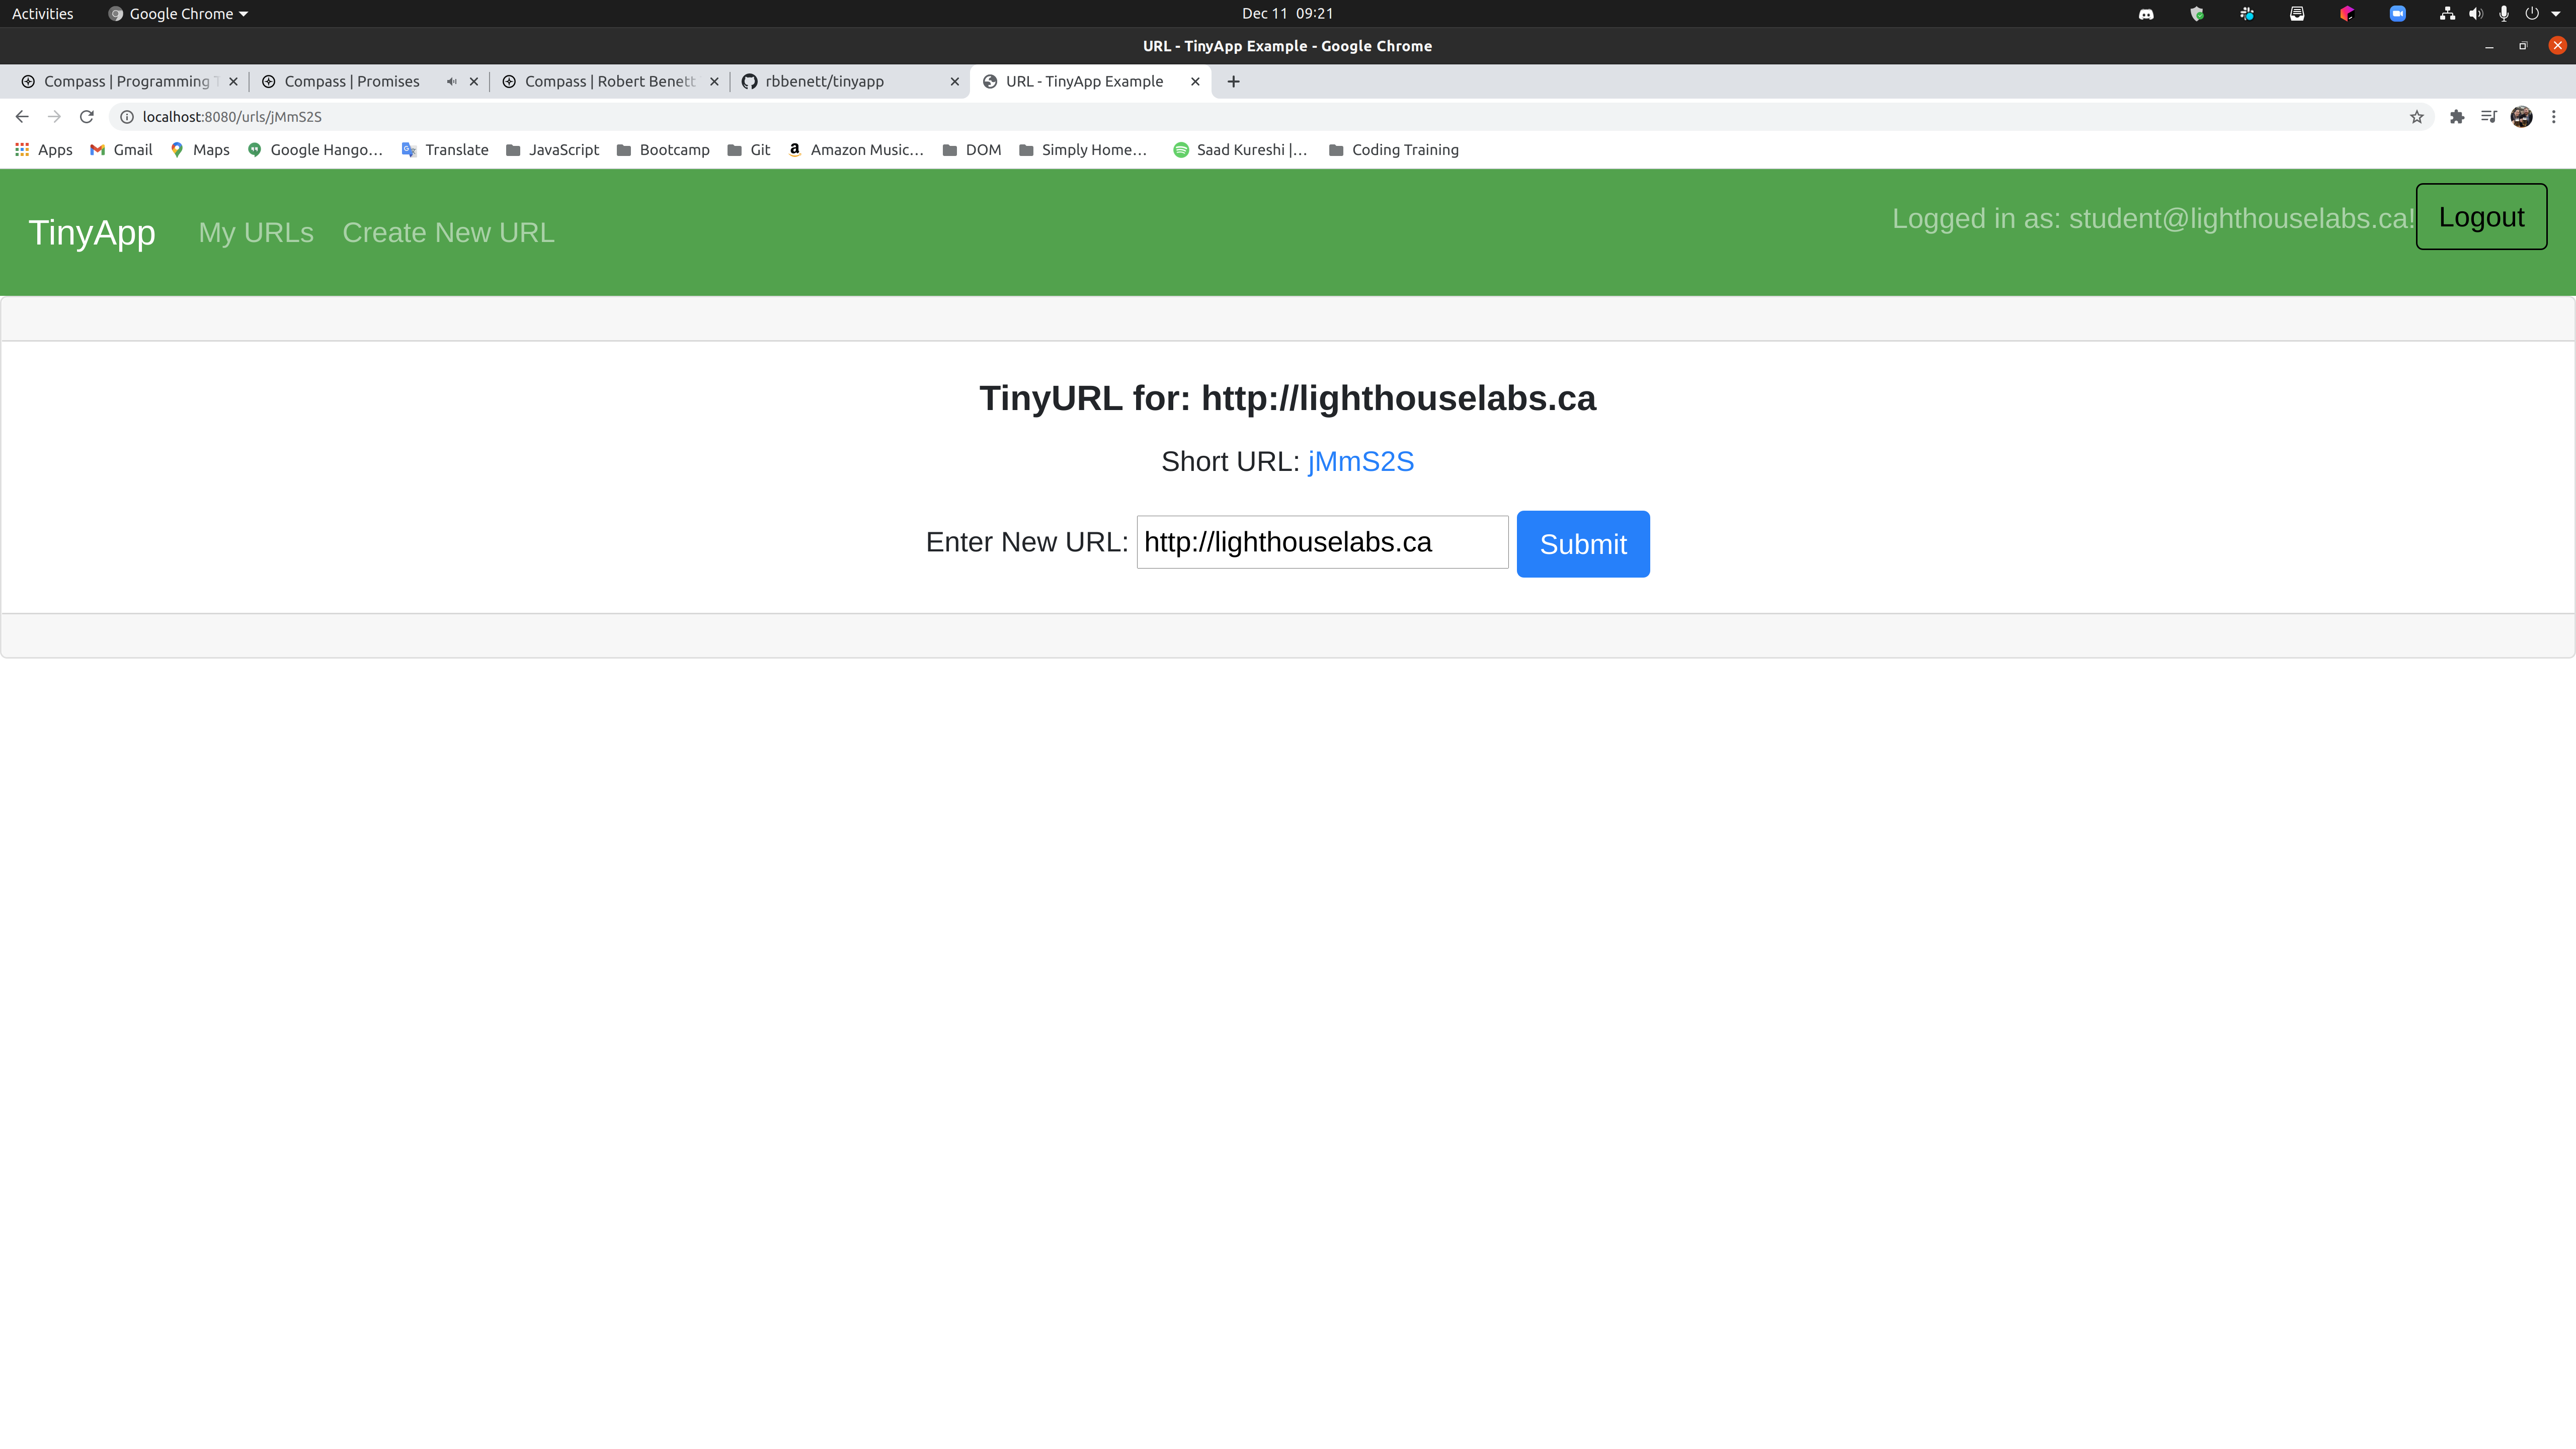 Activities Google Chrome Dec 11 09:21
URL - TinyApp Example - Google Chrome
Compass | Programming Compass | Promises Compass | Robert Benett rbbenett/tinyapp URL - TinyApp Example
localhost:8080/urls/jMmS2S
Apps Gmail Maps Google Hango… Translate JavaScript Bootcamp Git Amazon Music… DOM Simply Home… Saad Kureshi |… Coding Training
TinyApp My URLs Create New URL Logged in as: student@lighthouselabs.ca! Logout
TinyURL for: http://lighthouselabs.ca
Short URL: jMmS2S
Enter New URL: http://lighthouselabs.ca Submit